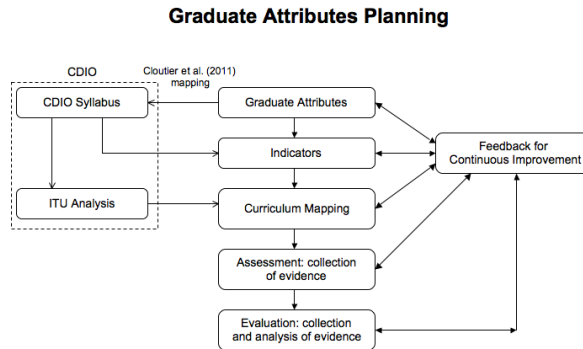 Graduate Attributes Planning
CDIO
Cloutier et al. (2011)
mapping
CDIO Syllabus
Graduate Attributes
Indicators
Feedback for
Continuous Improvement
ITU Analysis
Curriculum Mapping
Assessment: collection
of evidence
Evaluation: collection
and analysis of evidence